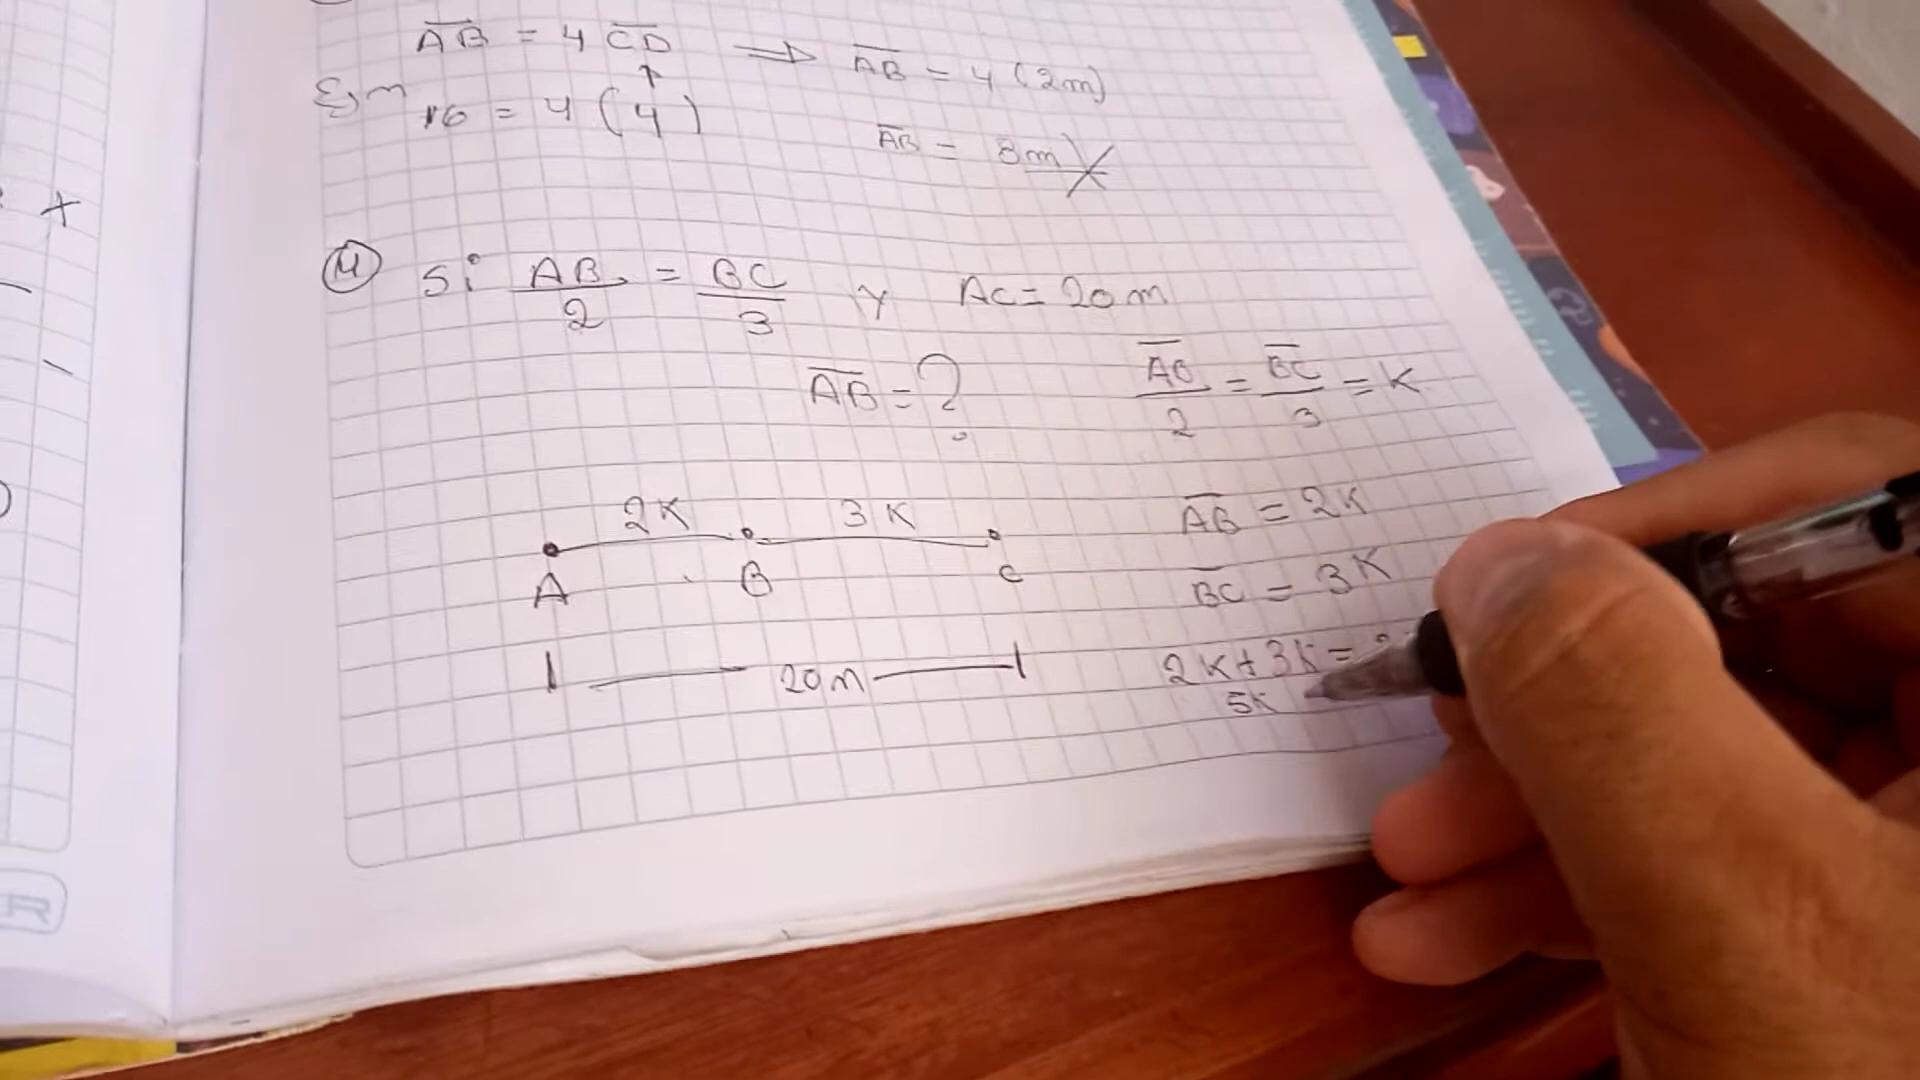 AB = 4 CD ⟹ AB = 4 (2m)
Ejm 16 = 4 (4)
AB = 8m
4 Si AB/2 = BC/3 Y AC = 20 m
AB = ?
AB/2 = BC/3 = K
2K 3K
A B C
20m
AB = 2K
BC = 3K
2K + 3K =
5K
+
R